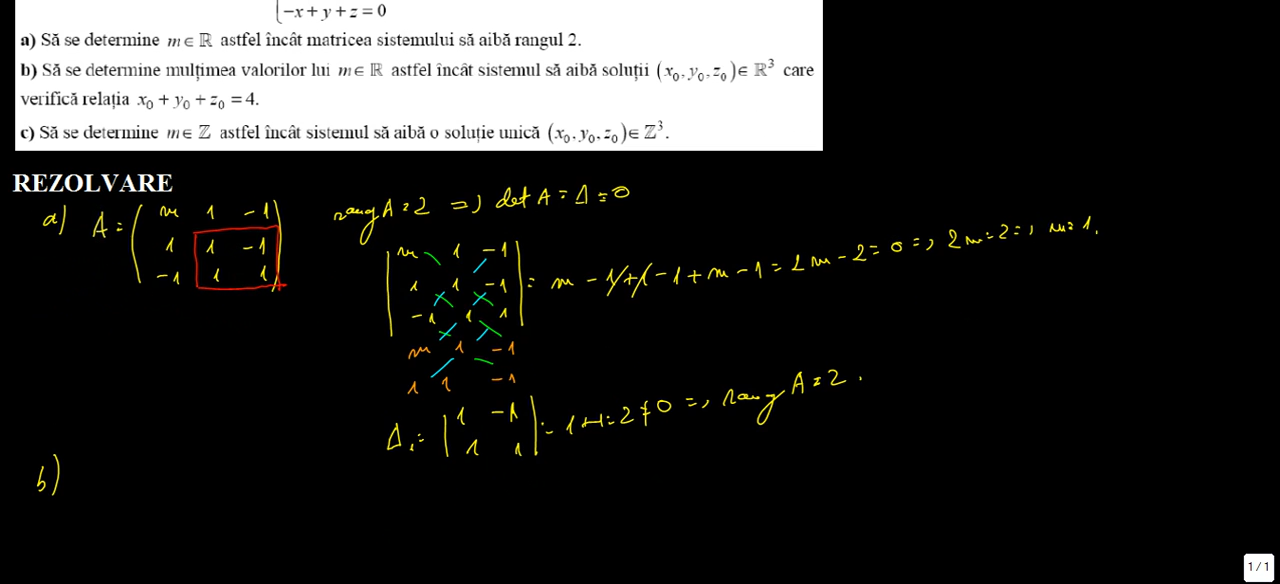 -x + y + z = 0
a) Să se determine m ∈ ℝ astfel încât matricea sistemului să aibă rangul 2.
b) Să se determine mulțimea valorilor lui m ∈ ℝ astfel încât sistemul să aibă soluții (x₀, y₀, z₀) ∈ ℝ³ care
verifică relația x₀ + y₀ + z₀ = 4.
c) Să se determine m ∈ ℤ astfel încât sistemul să aibă o soluție unică (x₀, y₀, z₀) ∈ ℤ³.
REZOLVARE
a) A = ( m 1 -1
1 1 -1
-1 1 1 )
rang A = 2 => det A = Δ = 0
| m 1 -1
1 1 -1
-1 1 1 | = m - 1 + 1 - 1 + m - 1 = 2m - 2 = 0 => 2m = 2 => m = 1.
m 1 -1
1 1 -1
Δ₁ = | 1 -1
1 1 | = 1 + 1 = 2 ≠ 0 => rang A = 2.
b)
1 / 1